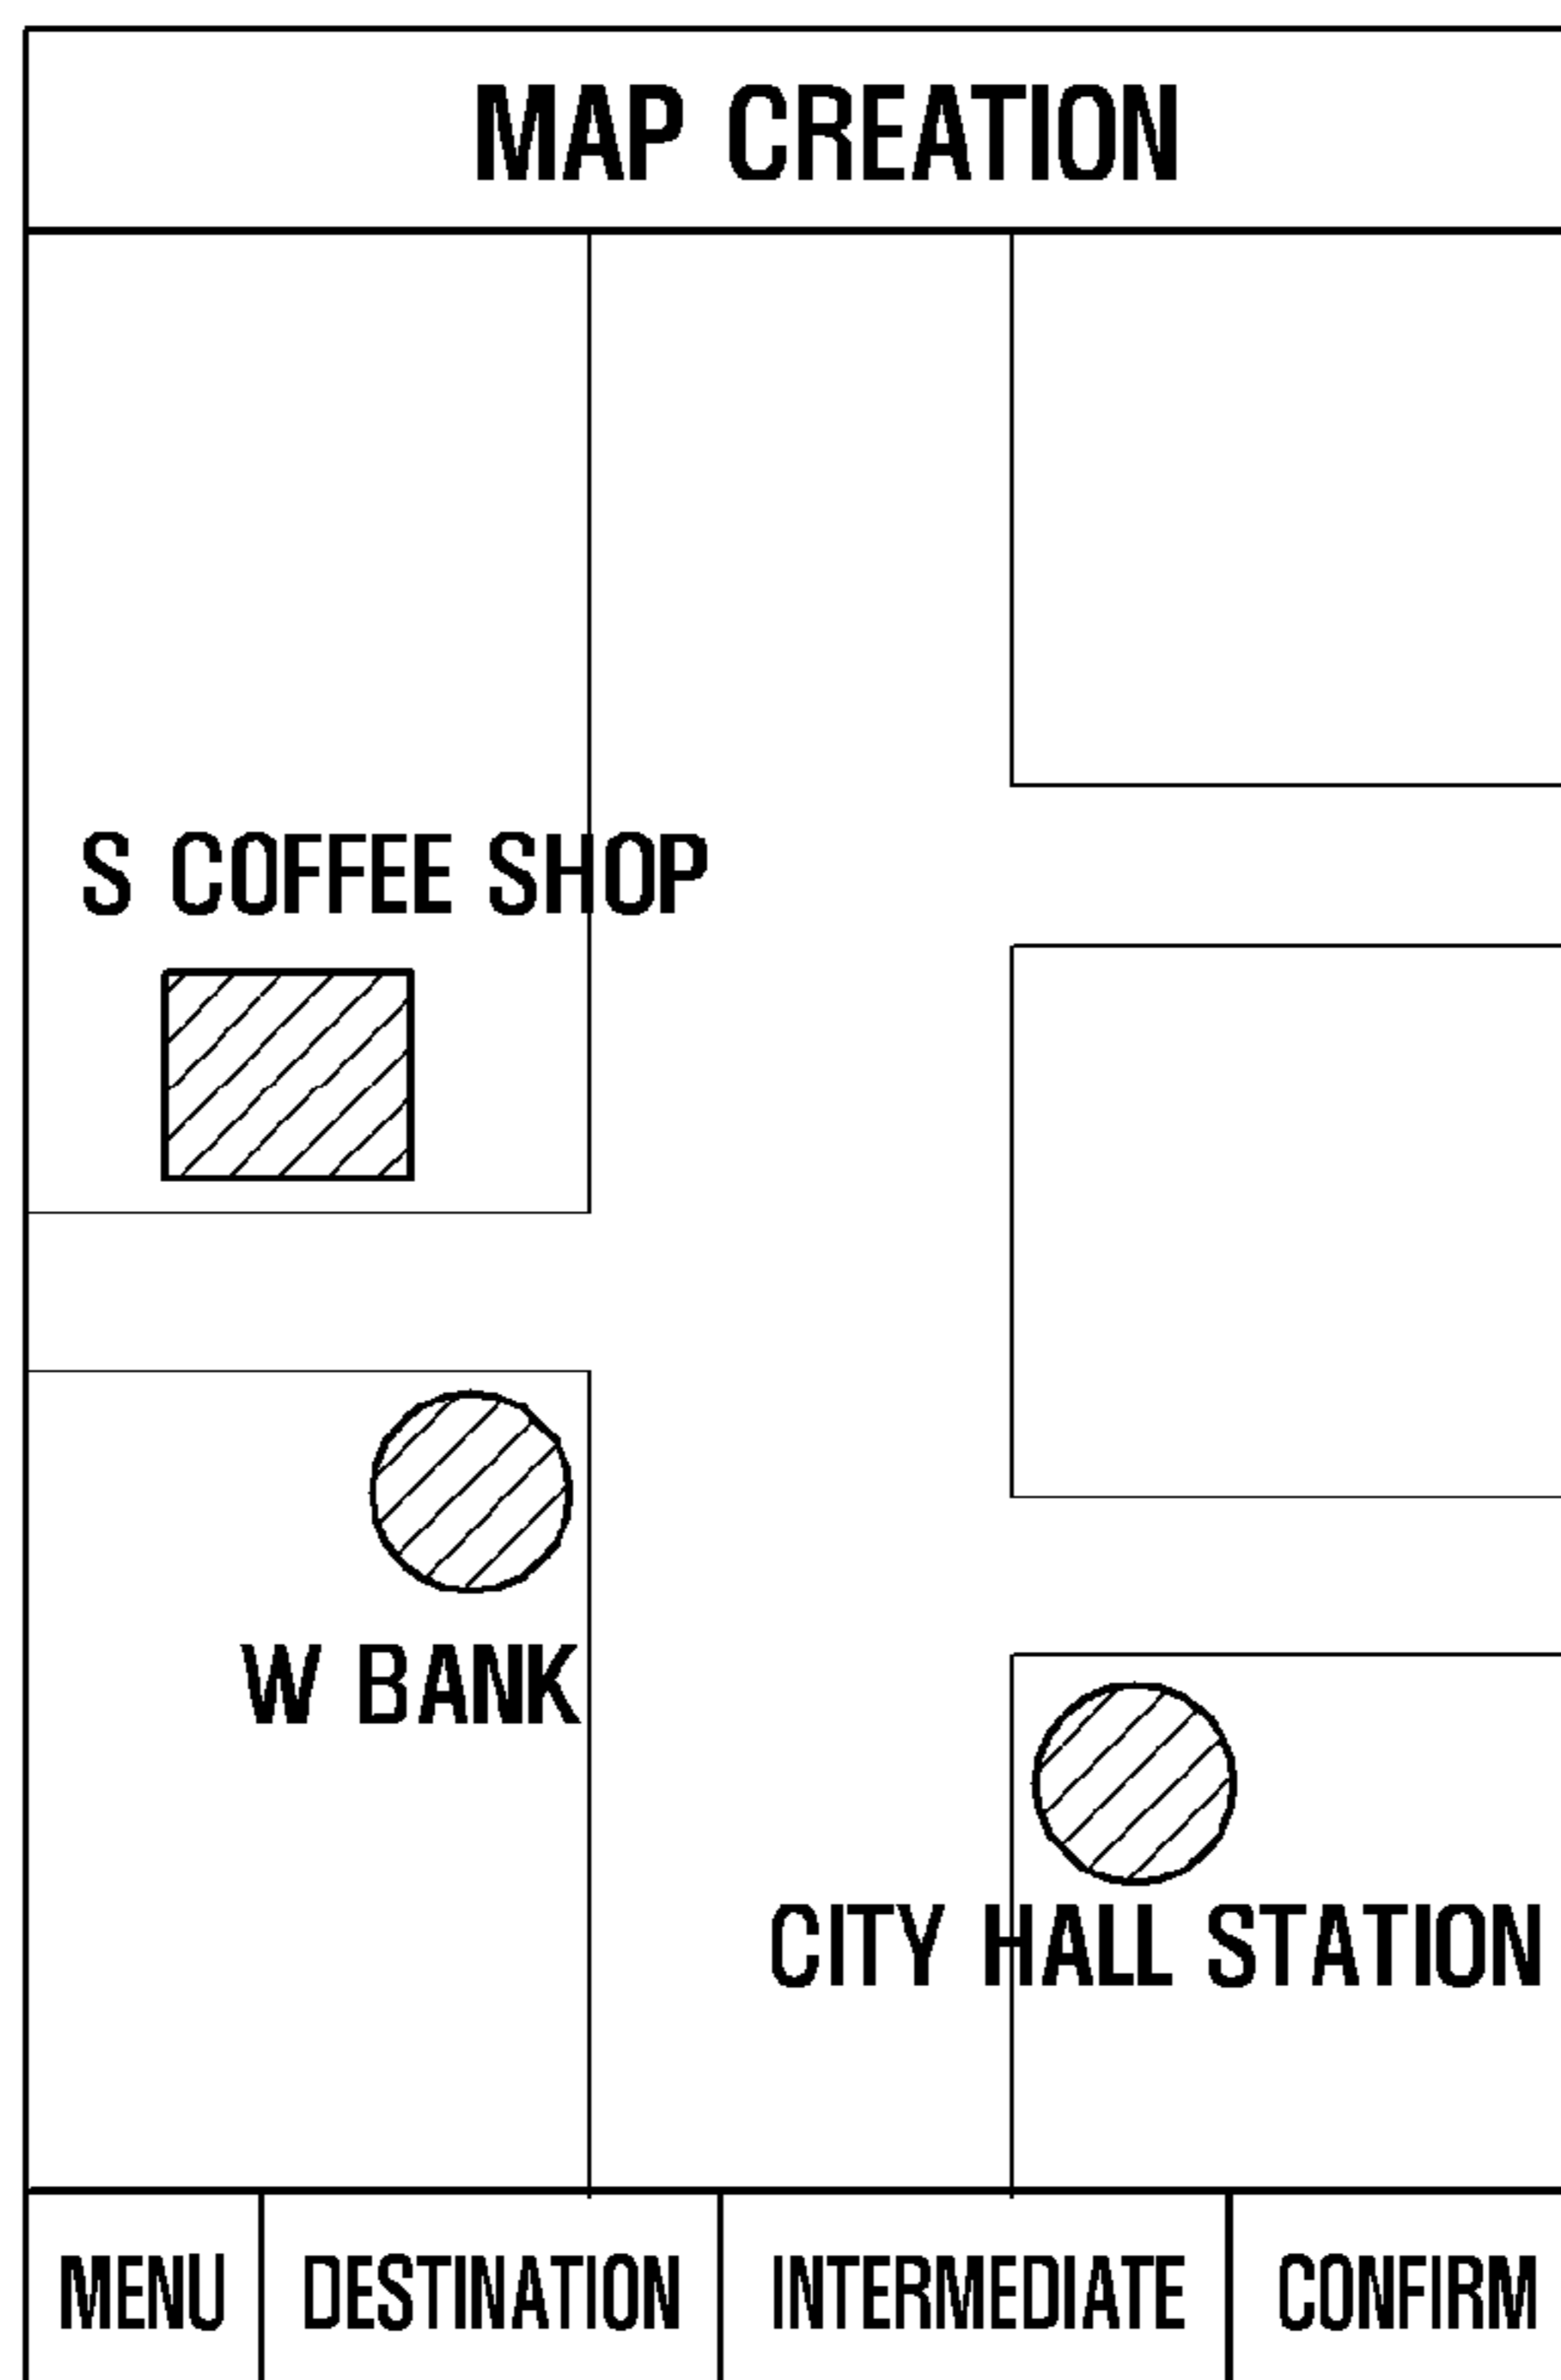 MAP CREATION
S COFFEE SHOP
W BANK
CITY HALL STATION
MENU DESTINATION INTERMEDIATE CONFIRM